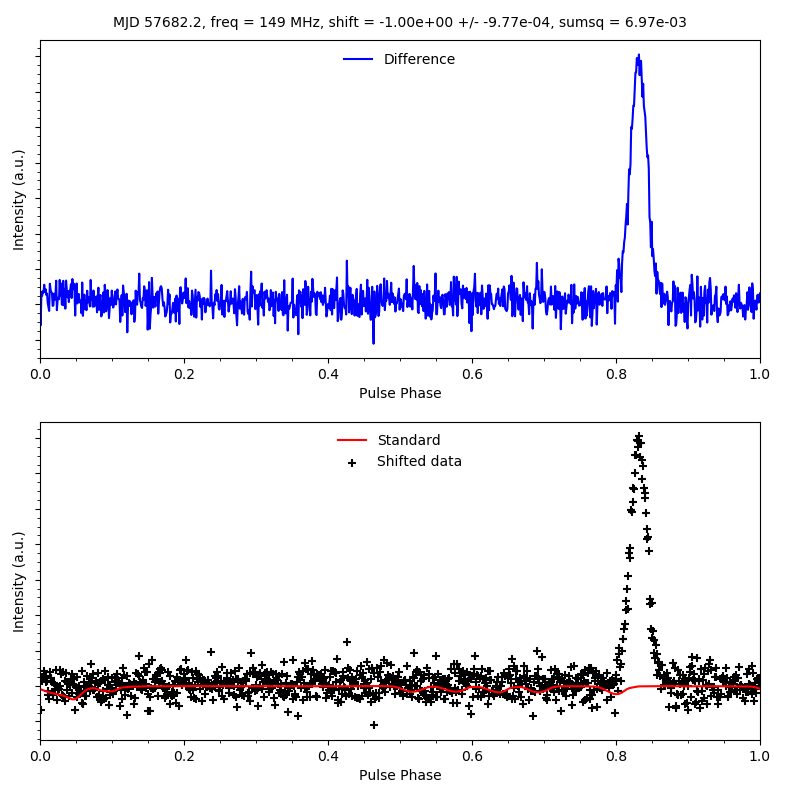 MJD 57682.2, freq = 149 MHz, shift = -1.00e+00 +/- -9.77e-04, sumsq = 6.97e-03
Difference
Intensity (a.u.)
0.0 0.2 0.4 0.6 0.8 1.0
Pulse Phase
Standard
Shifted data
Intensity (a.u.)
0.0 0.2 0.4 0.6 0.8 1.0
Pulse Phase